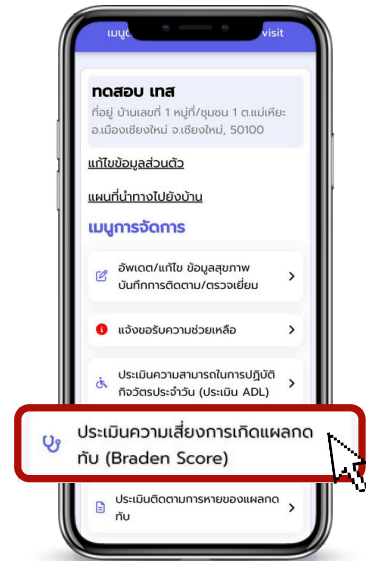 visit
ทดสอบ เทส
ที่อยู่ บ้านเลขที่ 1 หมู่ที่/ชุมชน 1 ต.แม่เหียะ
อ.เมืองเชียงใหม่ จ.เชียงใหม่, 50100
แก้ไขข้อมูลส่วนตัว
แผนที่นำทางไปยังบ้าน
เมนูการจัดการ
อัพเดต/แก้ไข ข้อมูลสุขภาพ
บันทึกการติดตาม/ตรวจเยี่ยม
แจ้งขอรับความช่วยเหลือ
ประเมินความสามารถในการปฏิบัติ
กิจวัตรประจำวัน (ประเมิน ADL)
ประเมินความเสี่ยงการเกิดแผลกด
ทับ (Braden Score)
ประเมินติดตามการหายของแผลกด
ทับ